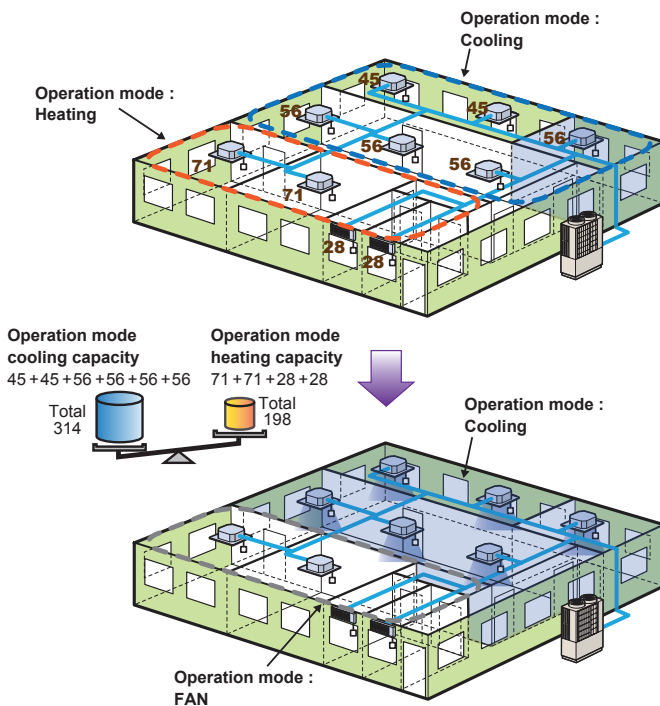 Operation mode :
Cooling
Operation mode :
Heating
45
56
45
56
56
71
56
71
28
28
Operation mode
cooling capacity
45 +45 +56 +56 +56 +56
Total
314
Operation mode
heating capacity
71 +71 +28 +28
Total
198
Operation mode :
Cooling
Operation mode :
FAN